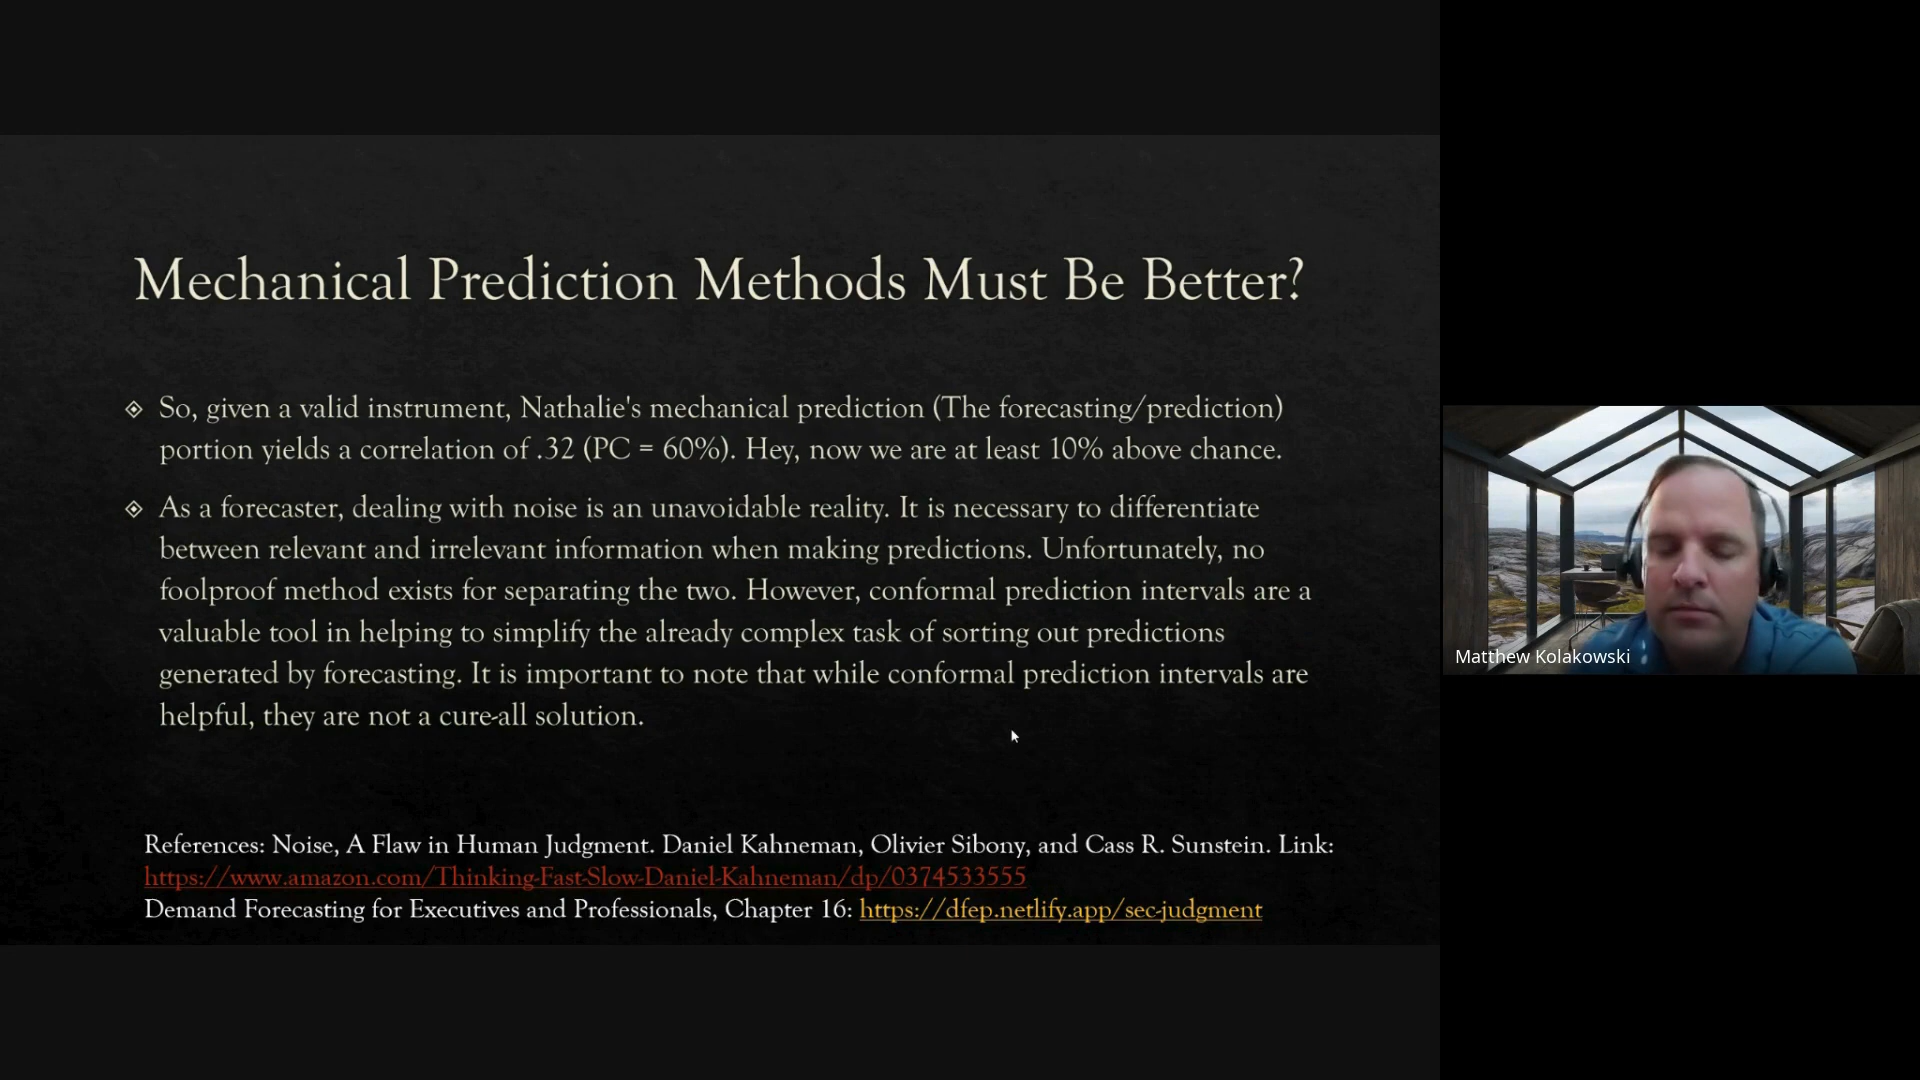 Mechanical Prediction Methods Must Be Better?
So, given a valid instrument, Nathalie's mechanical prediction (The forecasting/prediction)
portion yields a correlation of .32 (PC = 60%). Hey, now we are at least 10% above chance.
As a forecaster, dealing with noise is an unavoidable reality. It is necessary to differentiate
between relevant and irrelevant information when making predictions. Unfortunately, no
foolproof method exists for separating the two. However, conformal prediction intervals are a
valuable tool in helping to simplify the already complex task of sorting out predictions
generated by forecasting. It is important to note that while conformal prediction intervals are
helpful, they are not a cure-all solution.
References: Noise, A Flaw in Human Judgment. Daniel Kahneman, Olivier Sibony, and Cass R. Sunstein. Link:
https://www.amazon.com/Thinking-Fast-Slow-Daniel-Kahneman/dp/0374533555
Demand Forecasting for Executives and Professionals, Chapter 16: https://dfep.netlify.app/sec-judgment
Matthew Kolakowski